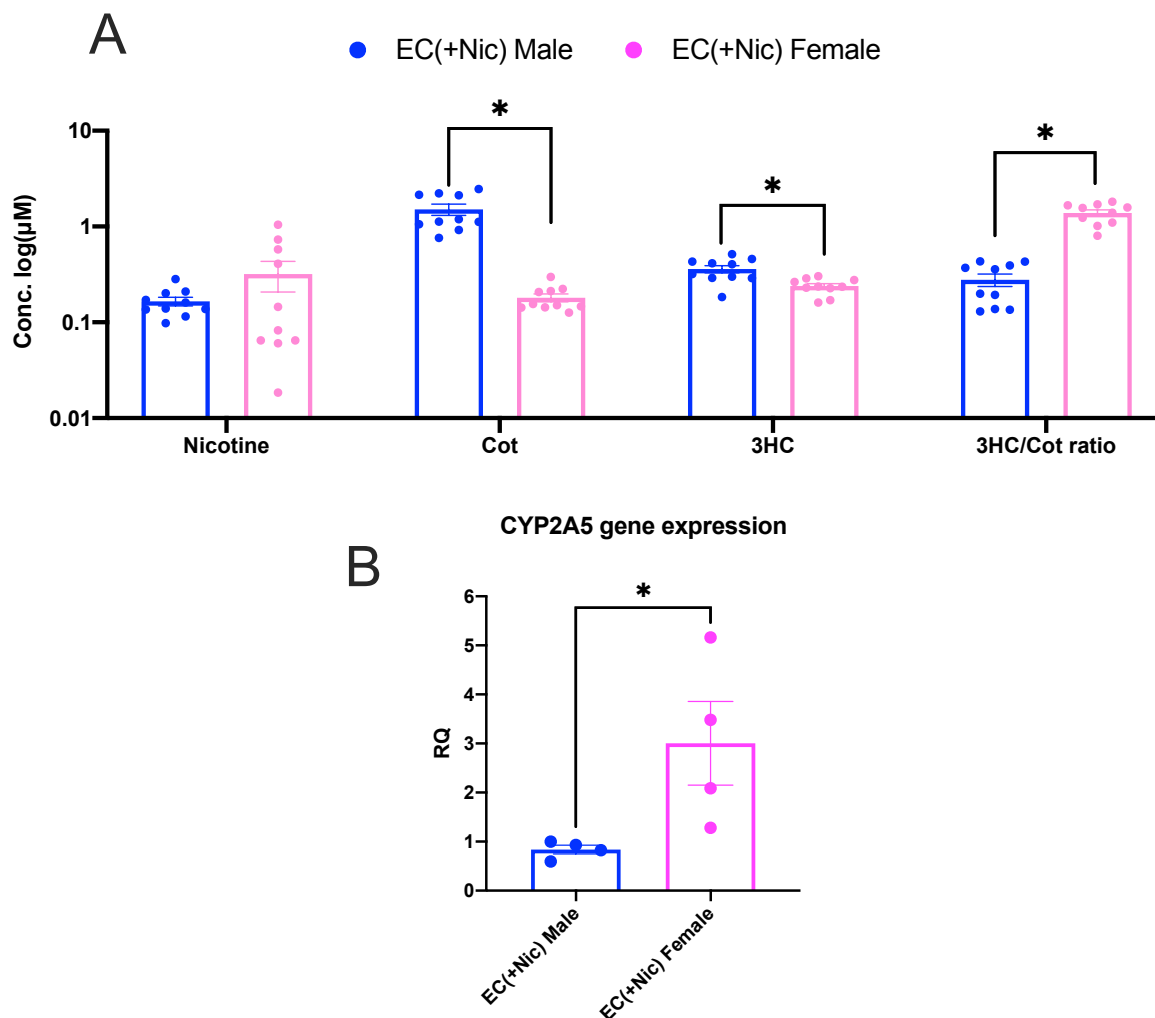 A
EC(+Nic) Male EC(+Nic) Female
Conc. log(µM)
10
1
0.1
0.01
* * *
Nicotine Cot 3HC 3HC/Cot ratio
CYP2A5 gene expression
B
*
RQ
6
5
4
3
2
1
0
EC(+Nic) Male
EC(+Nic) Female